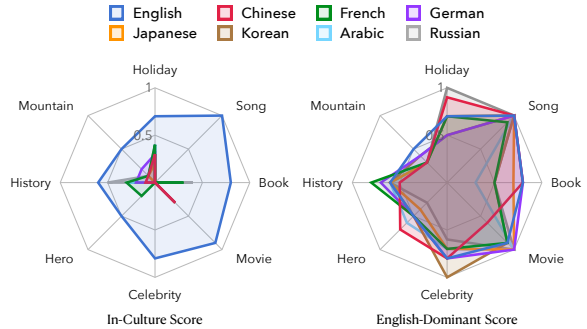 English Chinese French German
Japanese Korean Arabic Russian
Holiday
1
Mountain
Song
0.5
History
Book
Hero
Movie
Celebrity
In-Culture Score
Holiday
1
Mountain
Song
History
Book
Hero
Movie
Celebrity
English-Dominant Score